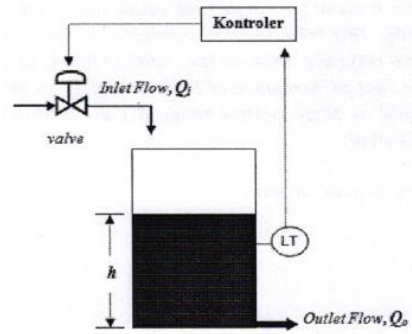 Kontroler
Inlet Flow, Qi
valve
h
LT
Outlet Flow, Qo